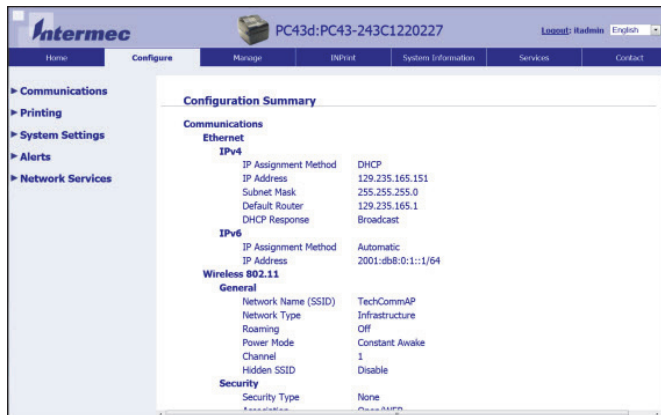 Intermec
PC43d:PC43-243C1220227
Logout: itadmin English
Home Configure Manage INPrint System Information Services Contact
Communications
Printing
System Settings
Alerts
Network Services
Configuration Summary
Communications
Ethernet
IPv4
IP Assignment Method DHCP
IP Address 129.235.165.151
Subnet Mask 255.255.255.0
Default Router 129.235.165.1
DHCP Response Broadcast
IPv6
IP Assignment Method Automatic
IP Address 2001:db8:0:1::1/64
Wireless 802.11
General
Network Name (SSID) TechCommAP
Network Type Infrastructure
Roaming Off
Power Mode Constant Awake
Channel 1
Hidden SSID Disable
Security
Security Type None
Association Open/WEP